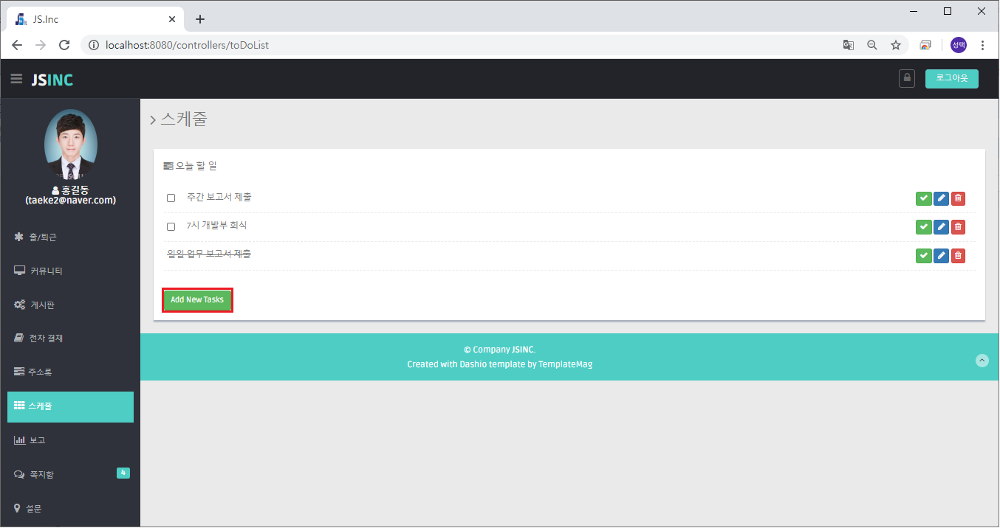 JS.Inc
localhost:8080/controllers/toDoList
성택
JSINC
로그아웃
홍길동
(taeke2@naver.com)
출/퇴근
커뮤니티
게시판
전자 결재
주소록
스케줄
보고
쪽지함 4
설문
스케줄
오늘 할 일
주간 보고서 제출
7시 개발부 회식
일일 업무 보고서 제출
Add New Tasks
© Company JSINC.
Created with Dashio template by TemplateMag